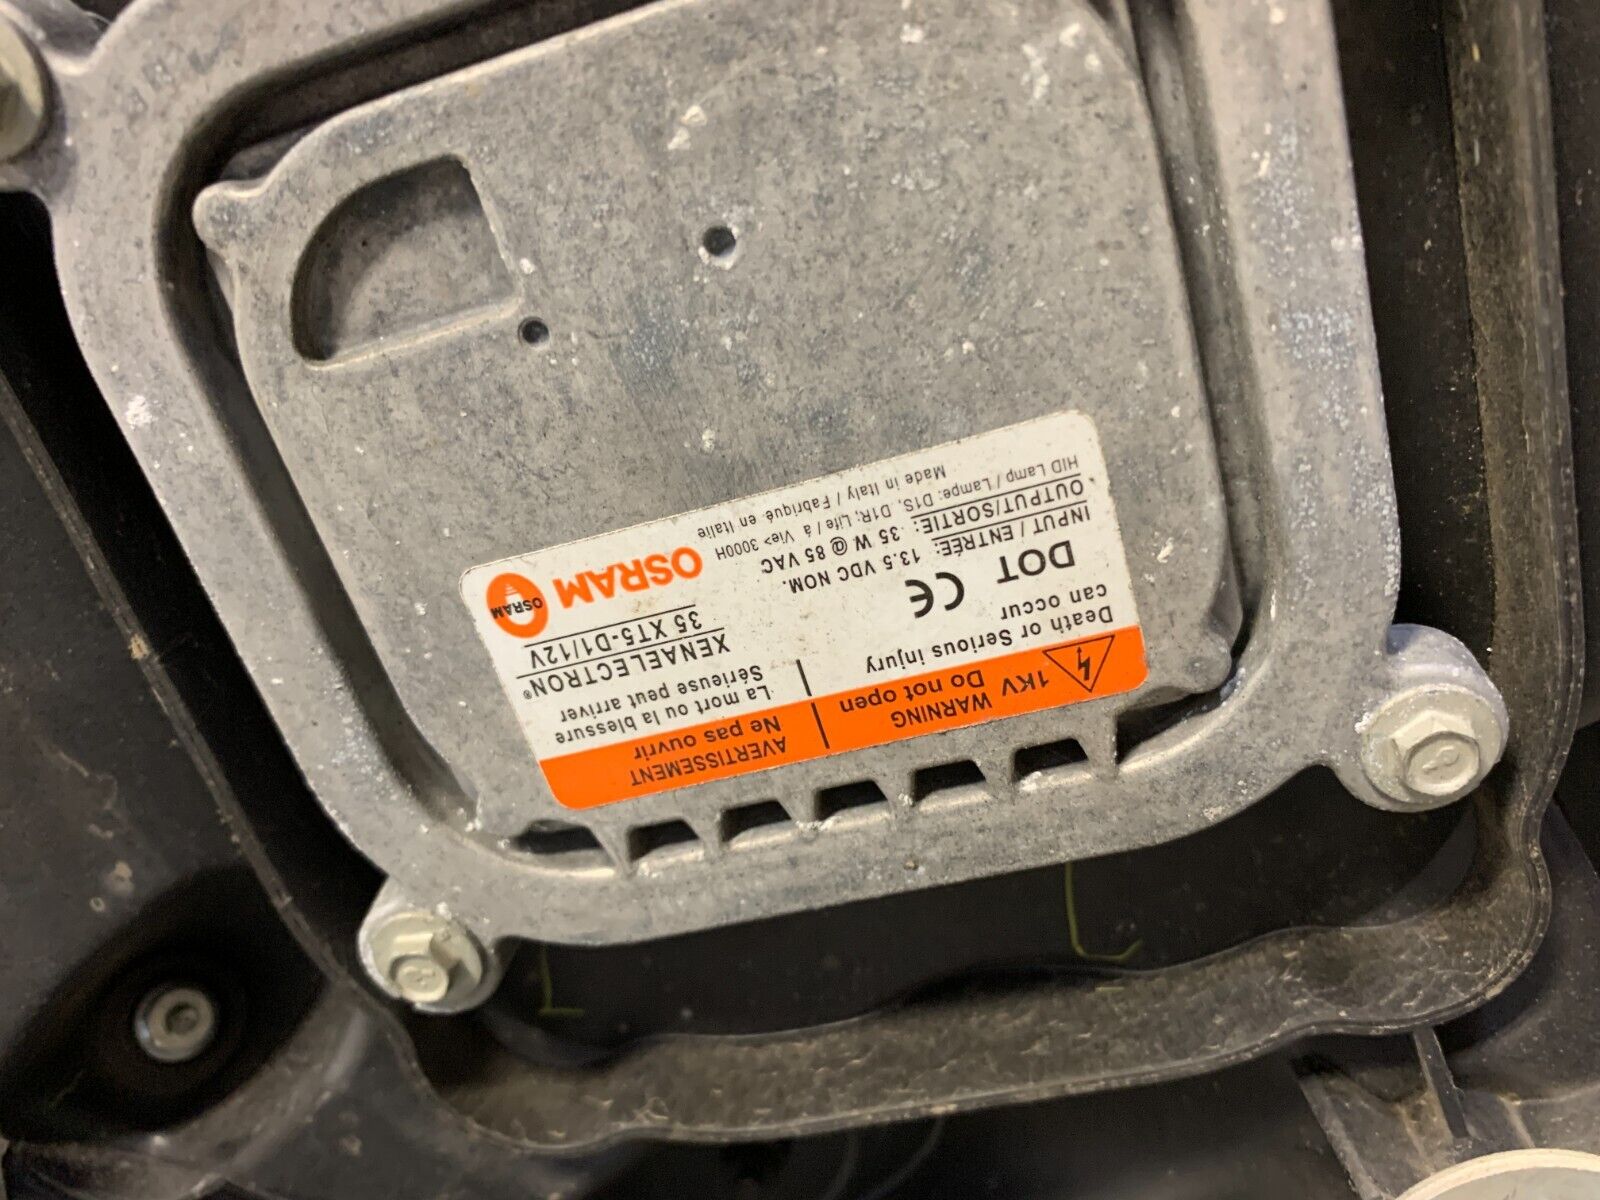 WARNING
1KV Do not open
Death or Serious injury
can occur
AVERTISSEMENT
Ne pas ouvrir
La mort ou la blessure
Sérieuse peut arriver
DOT CE
XENAELECTRON®
35 XT5-D1/12V
INPUT / ENTRÉE: 13.5 VDC NOM.
OUTPUT/SORTIE: 35 W @ 85 VAC
HID Lamp / Lampe: D1S, D1R; Life / à Vie> 3000H
Made in Italy / Fabriqué en Italie
OSRAM
OSRAM